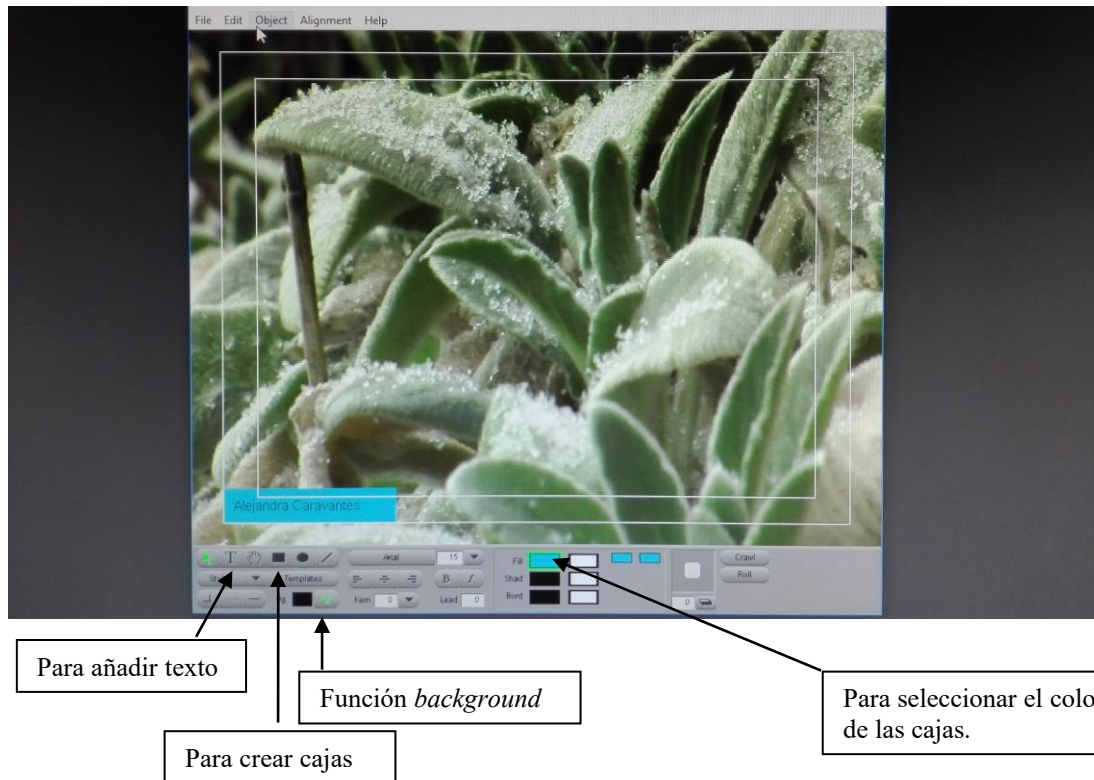 File Edit Object Alignment Help
Alejandra Caravantes
T Arial 15 Fill Crawl
Templates B I Shad Roll
Kern 0 Lead 0 Bord 0
Para añadir texto
Función background
Para seleccionar el colo
de las cajas.
Para crear cajas